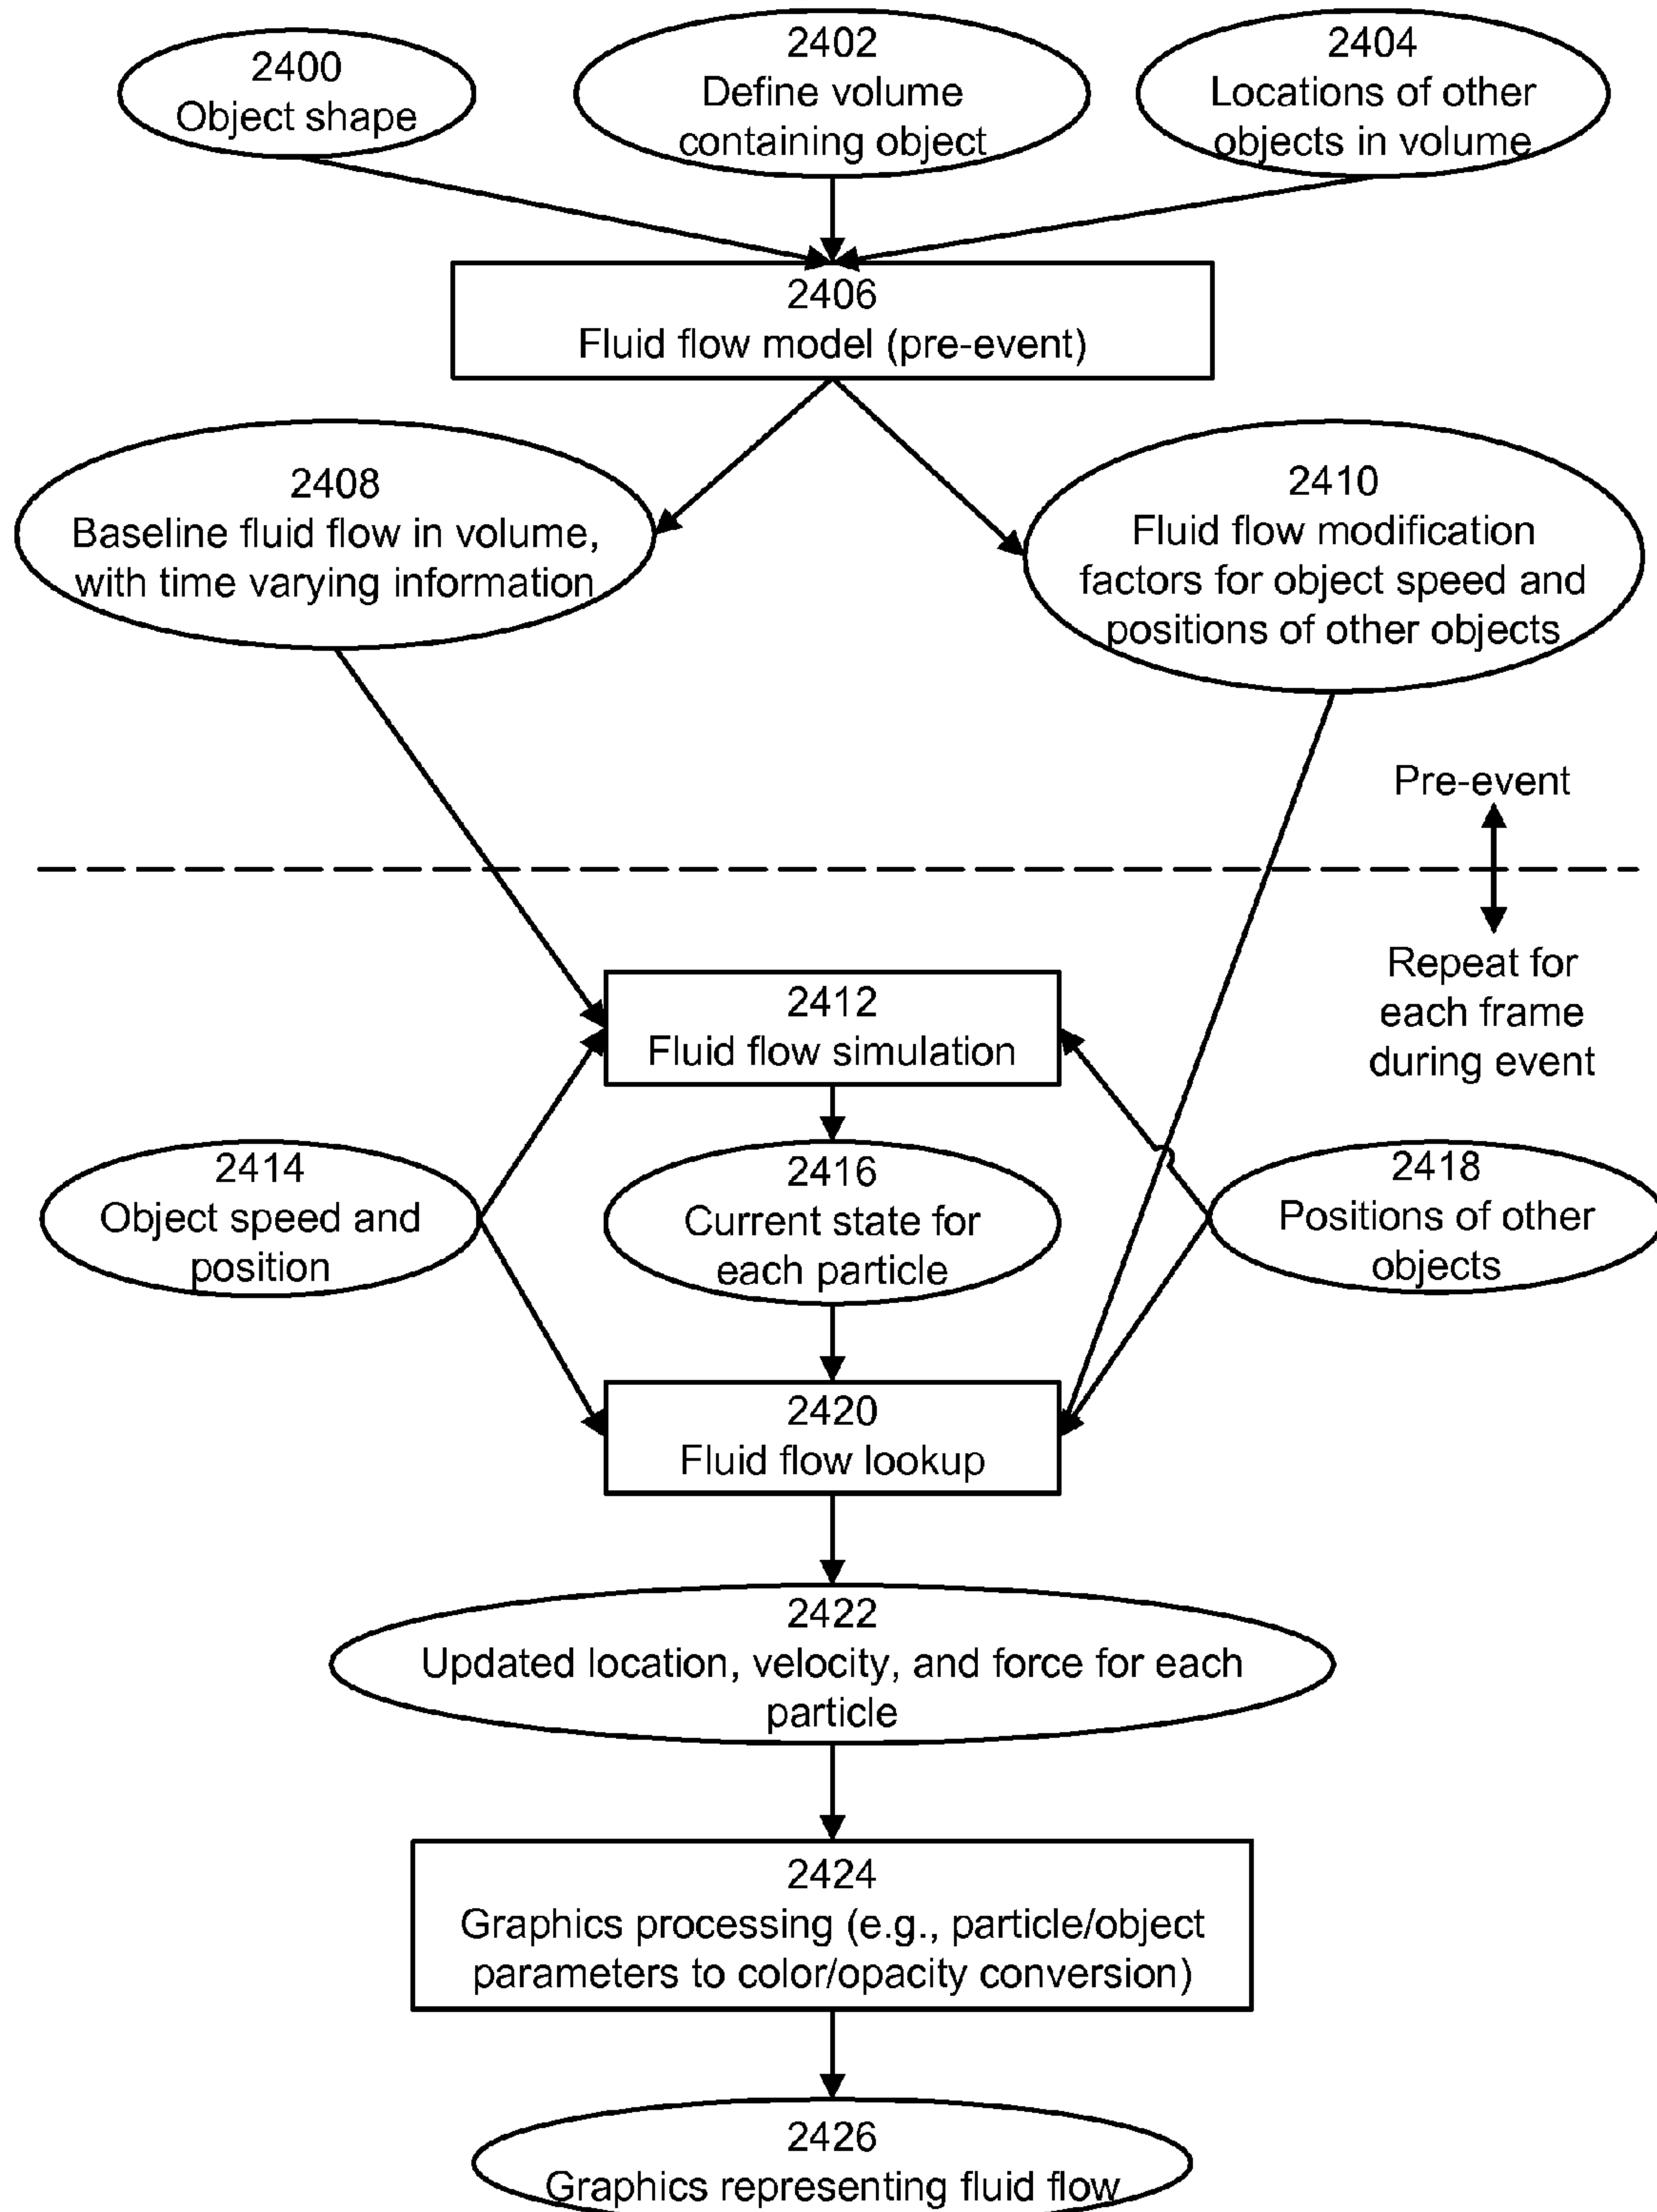 2400
Object shape
2402
Define volume
containing object
2404
Locations of other
objects in volume
2406
Fluid flow model (pre-event)
2408
Baseline fluid flow in volume,
with time varying information
2410
Fluid flow modification
factors for object speed and
positions of other objects
Pre-event
Repeat for
each frame
during event
2412
Fluid flow simulation
2414
Object speed and
position
2416
Current state for
each particle
2418
Positions of other
objects
2420
Fluid flow lookup
2422
Updated location, velocity, and force for each
particle
2424
Graphics processing (e.g., particle/object
parameters to color/opacity conversion)
2426
Graphics representing fluid flow